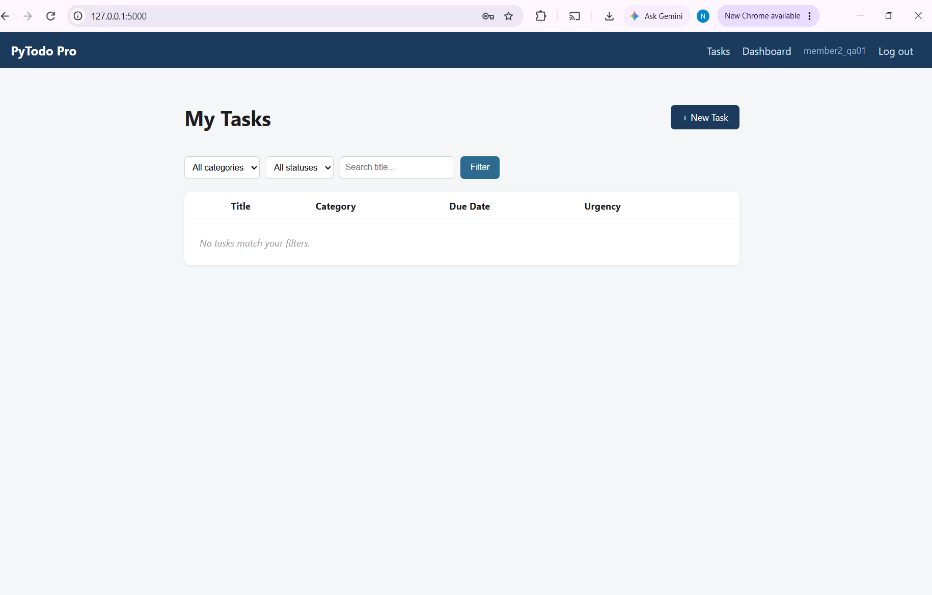 127.0.0.1:5000 Ask Gemini N New Chrome available
PyTodo Pro Tasks Dashboard member2_qa01 Log out
My Tasks + New Task
All categories All statuses Search title... Filter
Title Category Due Date Urgency
No tasks match your filters.